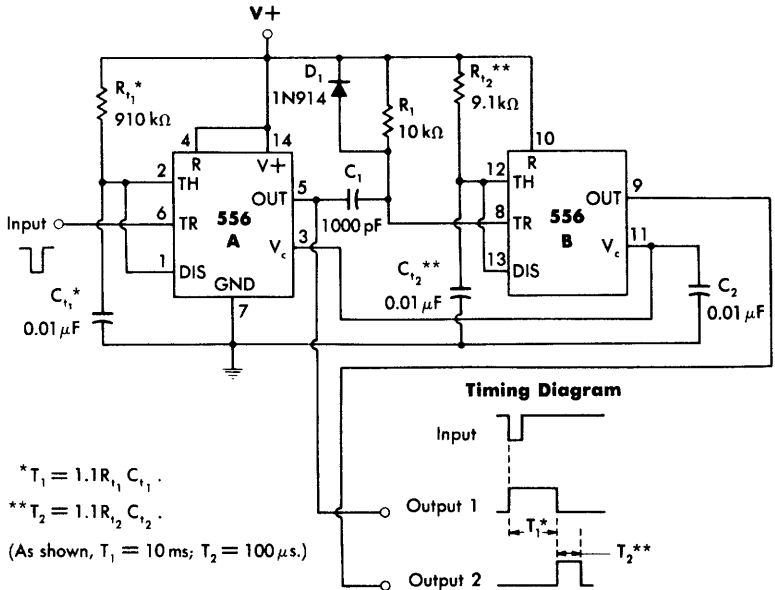 V+
Rt1*
910 kΩ
D1
1N914
R1
10 kΩ
Rt2**
9.1kΩ
4
14
R
V+
2
TH
5
OUT
C1
1000 pF
Input
6
TR
556
A
3
Vc
1
DIS
GND
7
Ct1*
0.01 μF
10
R
12
TH
9
OUT
8
TR
556
B
11
Vc
13
DIS
Ct2**
0.01 μF
C2
0.01 μF
Timing Diagram
Input
Output 1
T1*
T2**
Output 2
*T1 = 1.1Rt1 Ct1 .
**T2 = 1.1Rt2 Ct2 .
(As shown, T1 = 10 ms; T2 = 100 μs.)